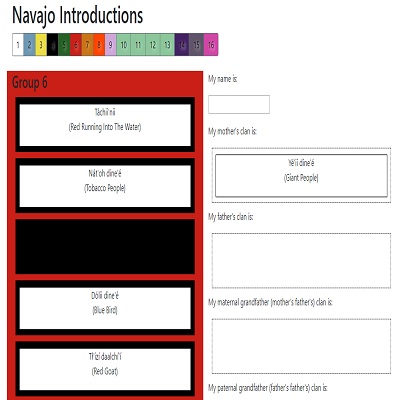 Navajo Introductions
1 2 3 5 6 7 8 9 10 11 12 13 15 16
Group 6
Táchii'nii
(Red Running Into The Water)
Nát'oh dine'é
(Tobacco People)
Dólii dine'é
(Blue Bird)
Tł'ízí daalchi'í
(Red Goat)
My name is:
My mother's clan is:
Yé'ii dine'é
(Giant People)
My father's clan is:
My maternal grandfather (mother's father's) clan is:
My paternal grandfather (father's father's) clan is: